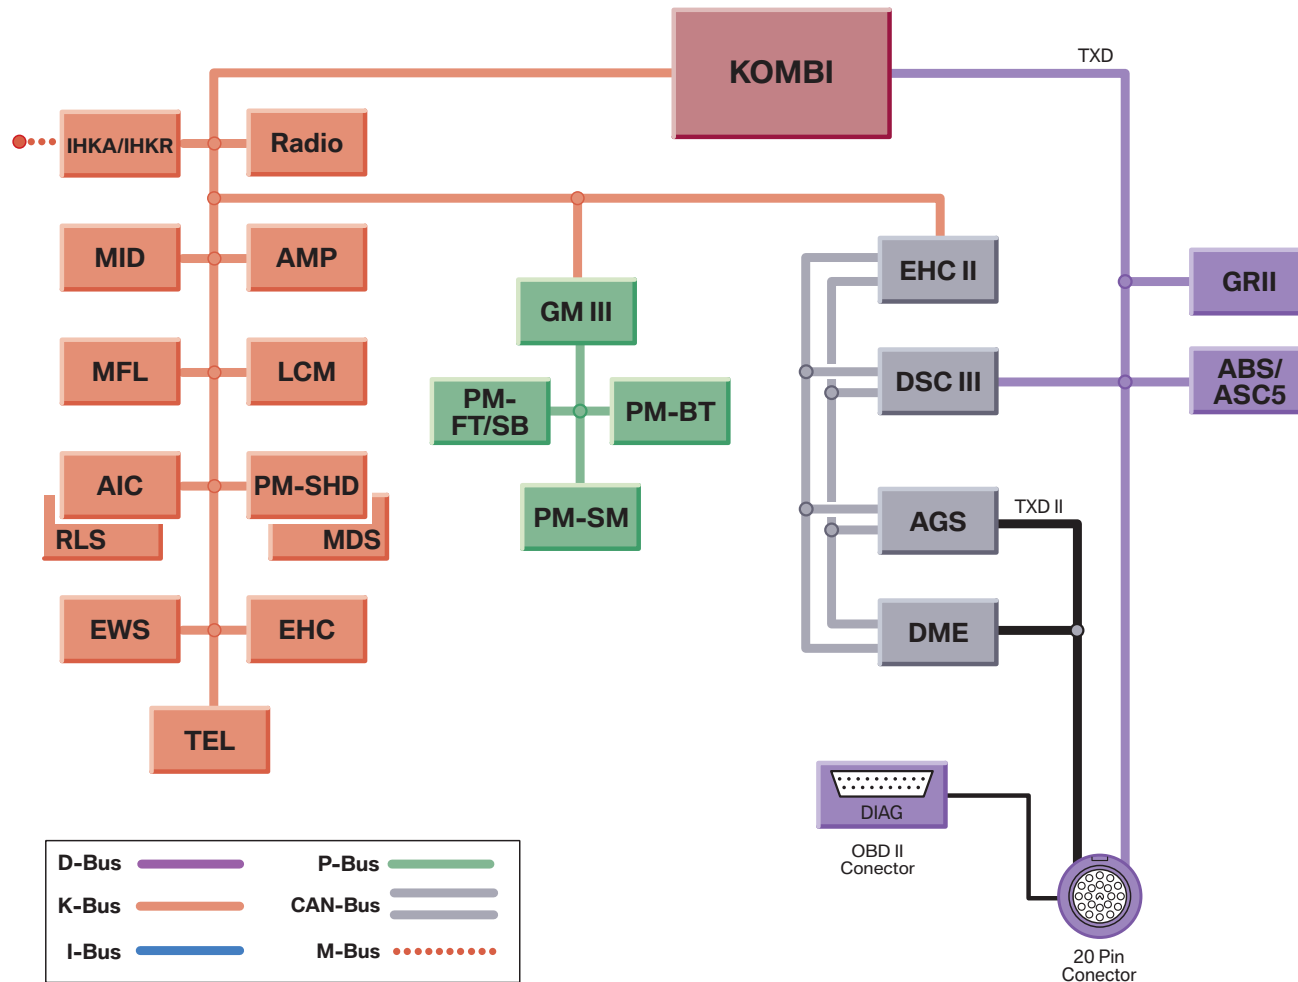 KOMBI
TXD
IHKA/IHKR
Radio
MID
AMP
EHC II
GRII
GM III
MFL
LCM
DSC III
ABS/
ASC5
PM-
FT/SB
PM-BT
AIC
PM-SHD
RLS
MDS
PM-SM
TXD II
AGS
EWS
EHC
DME
TEL
DIAG
OBD II
Conector
D-Bus
P-Bus
K-Bus
CAN-Bus
I-Bus
M-Bus
20 Pin
Conector